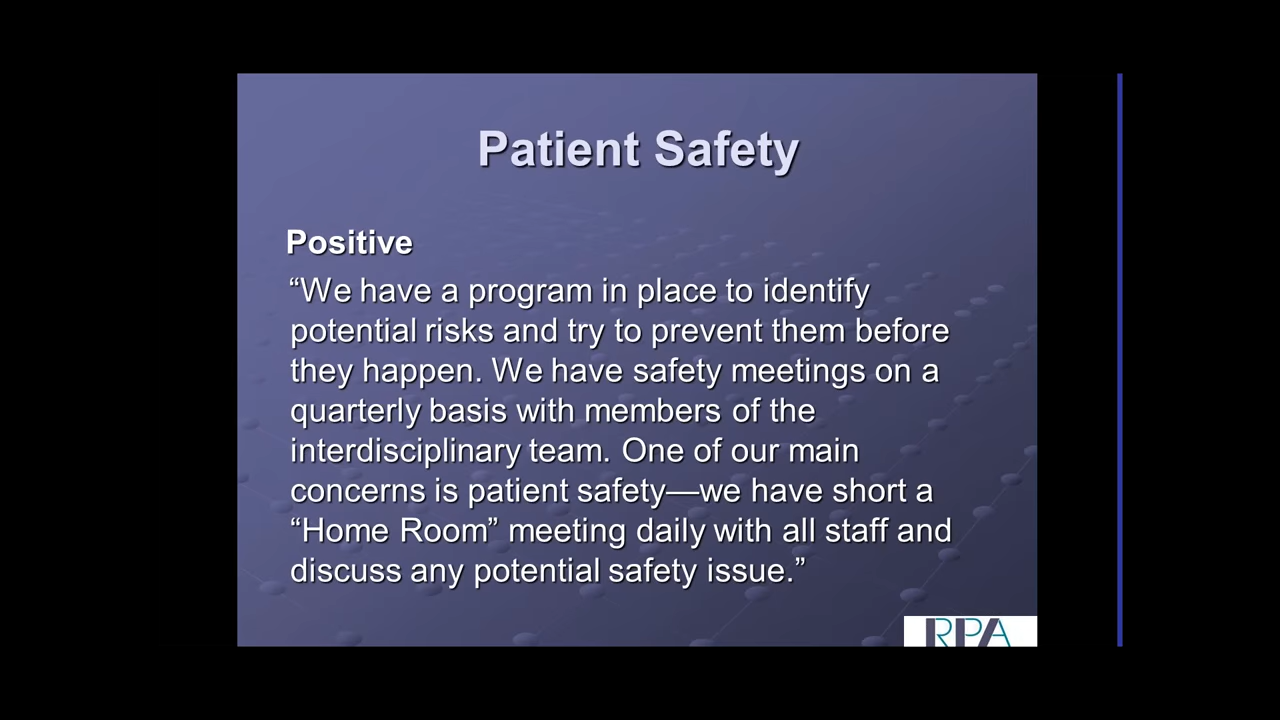 Patient Safety
Positive
“We have a program in place to identify
potential risks and try to prevent them before
they happen. We have safety meetings on a
quarterly basis with members of the
interdisciplinary team. One of our main
concerns is patient safety—we have short a
“Home Room” meeting daily with all staff and
discuss any potential safety issue.”
RPA